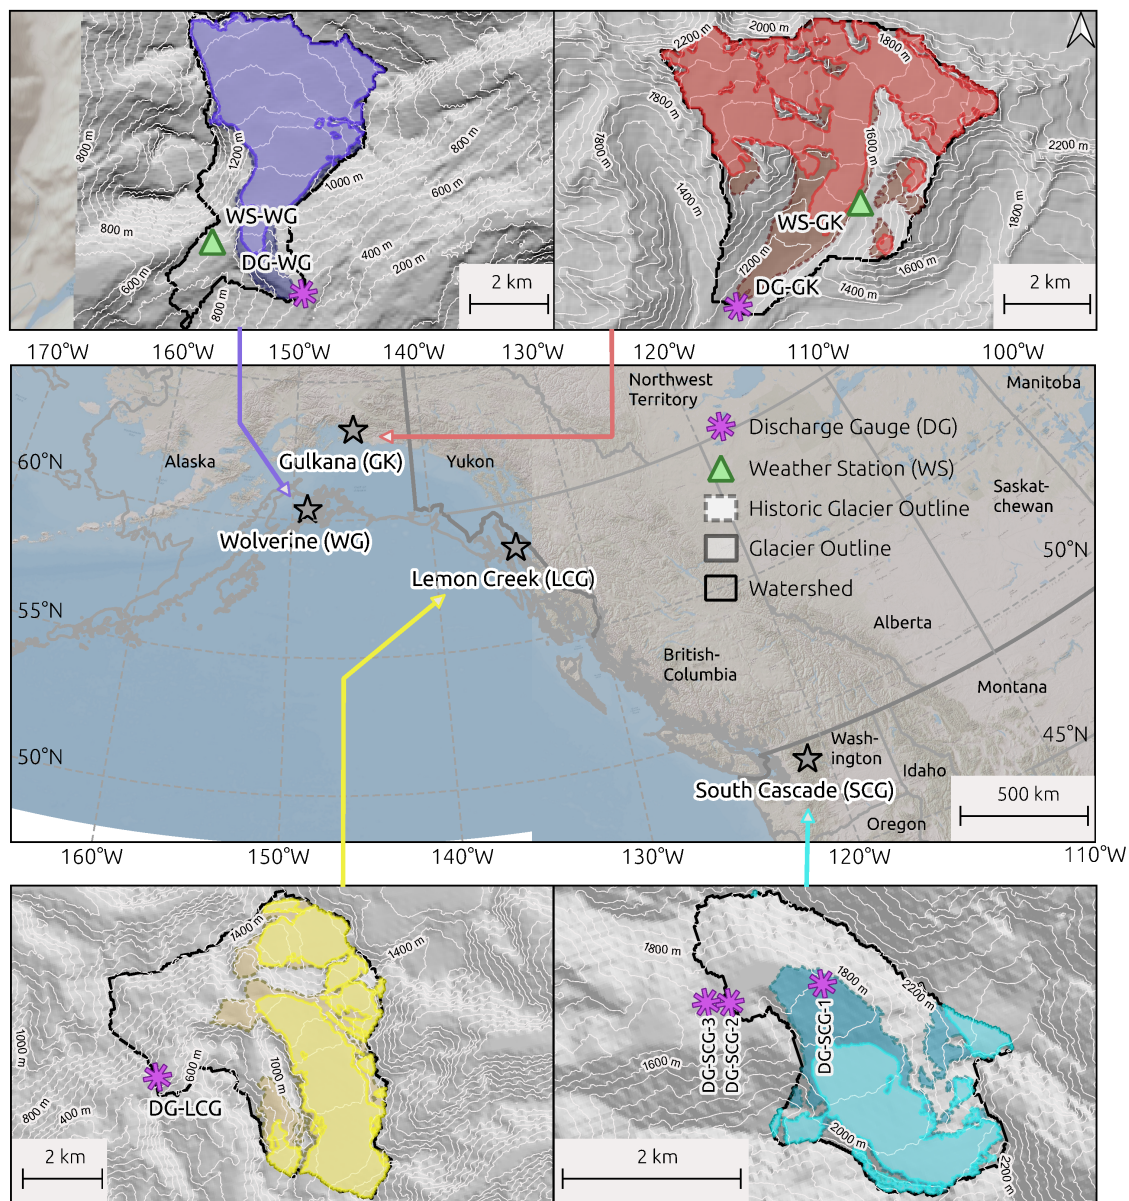 800 m
1200 m
800 m
1000 m
600 m
WS-WG
800 m
DG-WG
400 m
200 m
600 m
800 m
2 km
2200 m
2000 m
1800 m
1800 m
1800 m
1600 m
2200 m
1400 m
1800 m
WS-GK
1200 m
1600 m
DG-GK
1400 m
2 km
170°W
160°W
150°W
140°W
130°W
120°W
110°W
100°W
Northwest
Territory
Manitoba
Discharge Gauge (DG)
60°N
Alaska
Gulkana (GK)
Yukon
Weather Station (WS)
Saskat-
chewan
Historic Glacier Outline
Wolverine (WG)
Glacier Outline
50°N
Lemon Creek (LCG)
Watershed
55°N
Alberta
British-
Columbia
Montana
45°N
Wash-
ington
50°N
Idaho
South Cascade (SCG)
500 km
Oregon
160°W
150°W
140°W
130°W
120°W
110°W
1400 m
1400 m
1000 m
600 m
1000 m
800 m
400 m
DG-LCG
2 km
1800 m
1800 m
2200 m
DG-SCG-3
DG-SCG-2
DG-SCG-1
1600 m
2000 m
2200 m
2 km